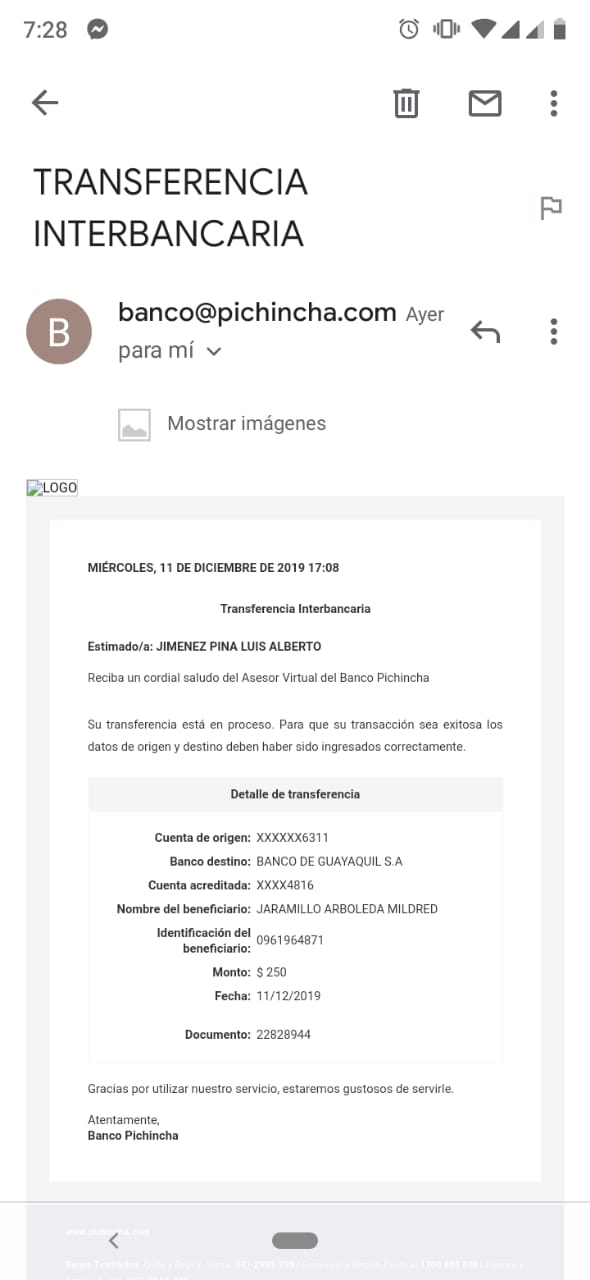 7:28
TRANSFERENCIA
INTERBANCARIA
B
banco@pichincha.com Ayer
para mí
Mostrar imágenes
LOGO
MIÉRCOLES, 11 DE DICIEMBRE DE 2019 17:08
Transferencia Interbancaria
Estimado/a: JIMENEZ PINA LUIS ALBERTO
Reciba un cordial saludo del Asesor Virtual del Banco Pichincha
Su transferencia está en proceso. Para que su transacción sea exitosa los
datos de origen y destino deben haber sido ingresados correctamente.
Detalle de transferencia
Cuenta de origen: XXXXXX6311
Banco destino: BANCO DE GUAYAQUIL S.A
Cuenta acreditada: XXXX4816
Nombre del beneficiario: JARAMILLO ARBOLEDA MILDRED
Identificación del
beneficiario: 0961964871
Monto: $ 250
Fecha: 11/12/2019
Documento: 22828944
Gracias por utilizar nuestro servicio, estaremos gustosos de servirle.
Atentamente,
Banco Pichincha